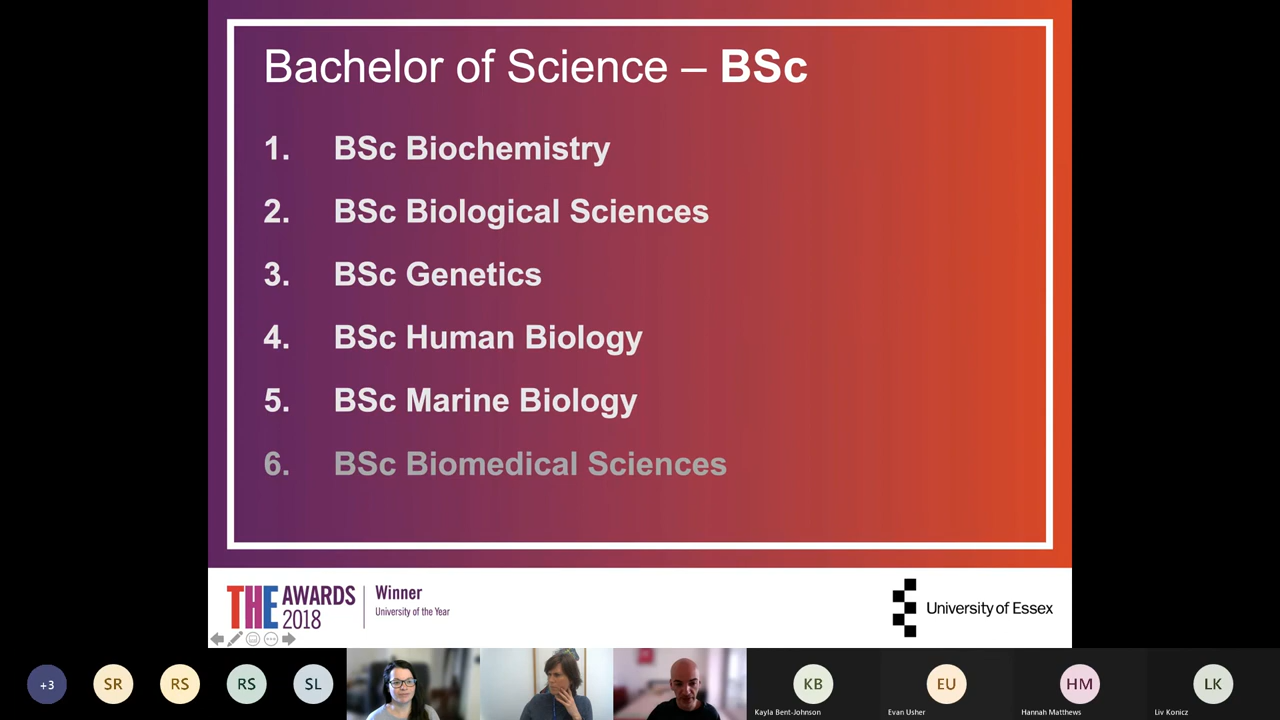 Bachelor of Science – BSc
1. BSc Biochemistry
2. BSc Biological Sciences
3. BSc Genetics
4. BSc Human Biology
5. BSc Marine Biology
6. BSc Biomedical Sciences
THE AWARDS 2018
Winner
University of the Year
University of Essex
+3
SR
RS
RS
SL
KB
EU
HM
LK
Kayla Bent-Johnson
Evan Usher
Hannah Matthews
Liv Konicz